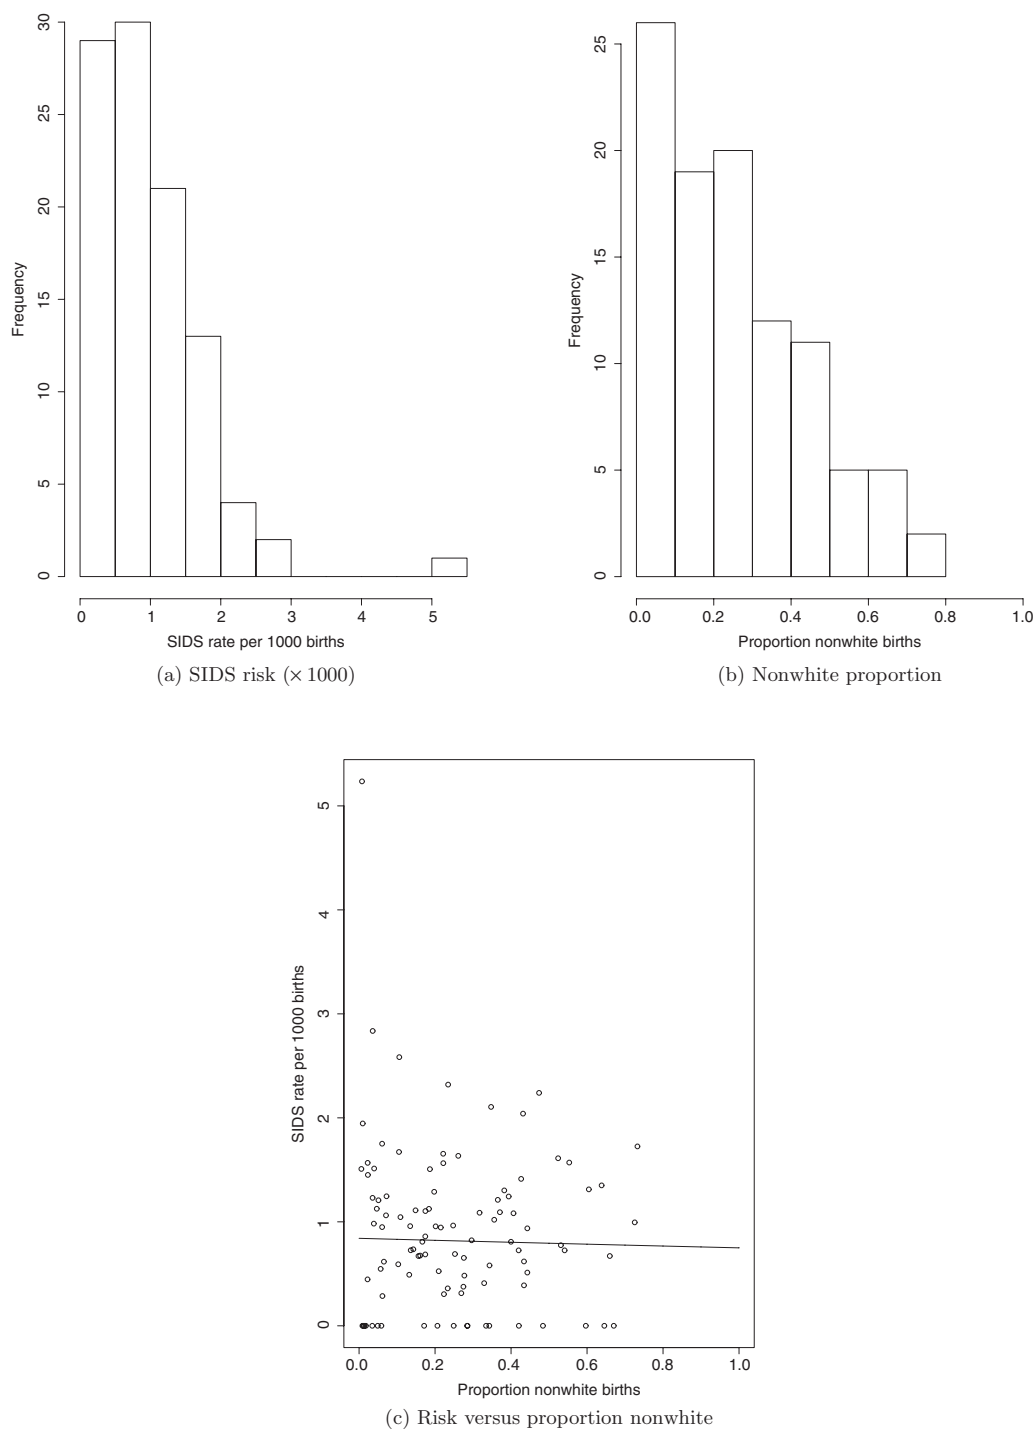 30
25
20
15
10
5
0
Frequency
0 1 2 3 4 5
SIDS rate per 1000 births
(a) SIDS risk (× 1000)
25
20
15
10
5
0
Frequency
0.0 0.2 0.4 0.6 0.8 1.0
Proportion nonwhite births
(b) Nonwhite proportion
5
4
3
2
1
0
SIDS rate per 1000 births
0.0 0.2 0.4 0.6 0.8 1.0
Proportion nonwhite births
(c) Risk versus proportion nonwhite